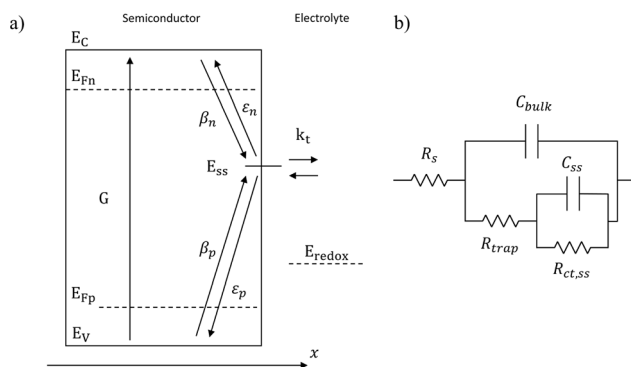 a)
Semiconductor
Electrolyte
b)
E_C
E_Fn
β_n
ε_n
k_t
E_ss
G
β_p
ε_p
E_redox
E_Fp
E_V
x
C_bulk
R_s
C_ss
R_trap
R_ct,ss